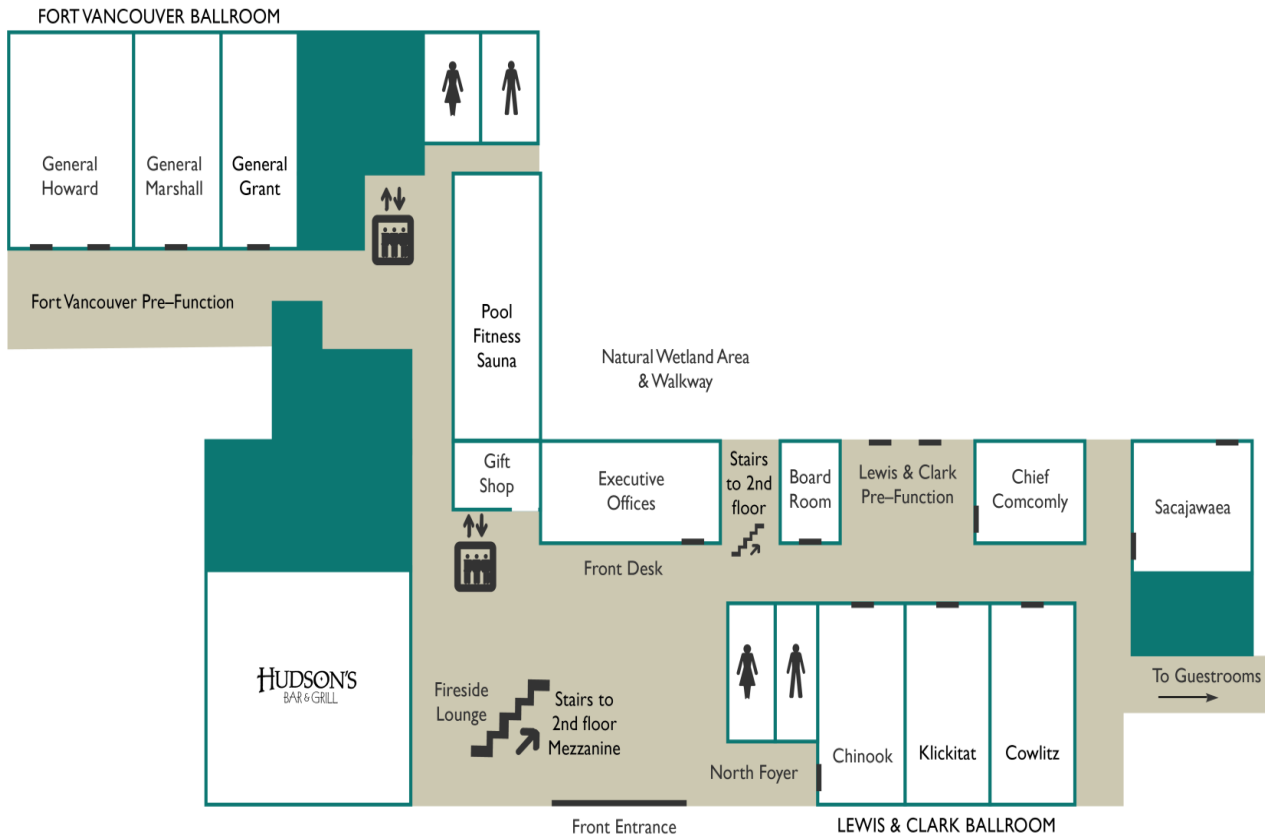 FORT VANCOUVER BALLROOM
General
Howard
General
Marshall
General
Grant
Fort Vancouver Pre–Function
Pool
Fitness
Sauna
Natural Wetland Area
& Walkway
Gift
Shop
Executive
Offices
Stairs
to 2nd
floor
Board
Room
Lewis & Clark
Pre–Function
Chief
Comcomly
Sacajawaea
Front Desk
HUDSON'S
BAR & GRILL
Fireside
Lounge
Stairs to
2nd floor
Mezzanine
North Foyer
Chinook
Klickitat
Cowlitz
To Guestrooms
Front Entrance
LEWIS & CLARK BALLROOM